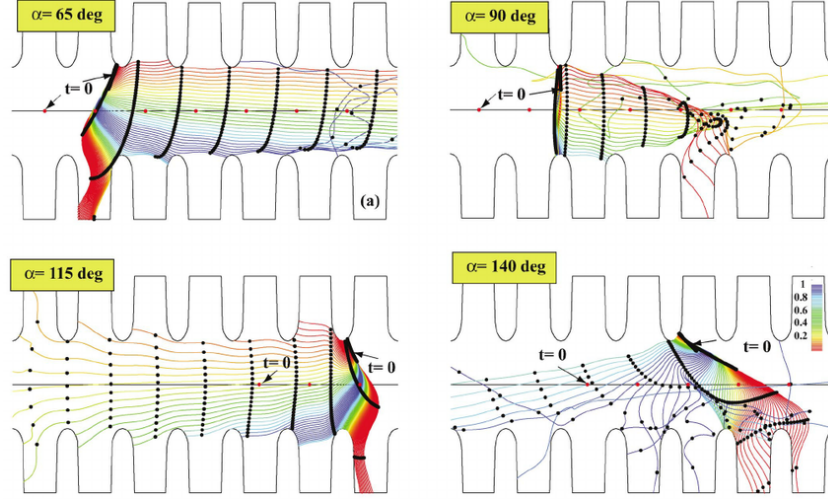 α= 65 deg
t= 0
(a)
α= 90 deg
t= 0
α= 115 deg
t= 0
t= 0
α= 140 deg
t= 0
t= 0
1
0.8
0.6
0.4
0.2